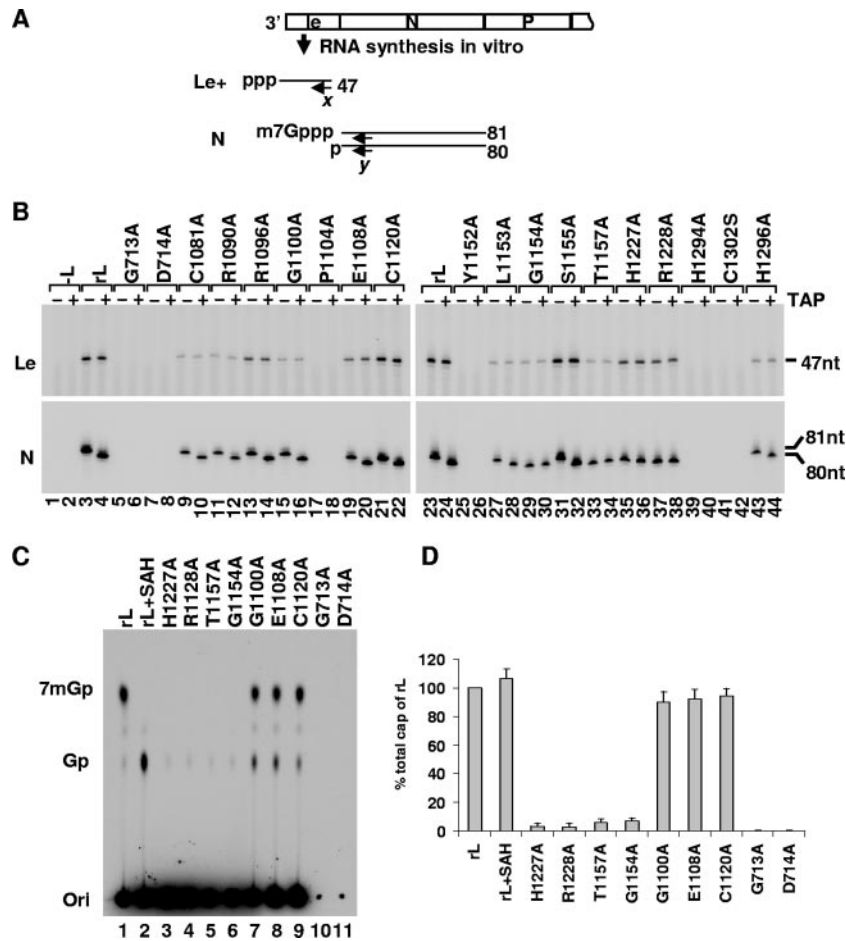 A
3' le N P
RNA synthesis in vitro
Le+ ppp 47
x
N m7Gppp 81
p 80
y
B
-L rL G713A D714A C1081A R1090A R1096A G1100A P1104A E1108A C1120A rL Y1152A L1153A G1154A S1155A T1157A H1227A R1228A H1294A C1302S H1296A
– + – + – + – + – + – + – + – + – + – + – + – + – + – + – + – + – + – + – + – + – + – + TAP
Le 47nt
N 81nt
80nt
1 2 3 4 5 6 7 8 9 10 11 12 13 14 15 16 17 18 19 20 21 22 23 24 25 26 27 28 29 30 31 32 33 34 35 36 37 38 39 40 41 42 43 44
C
rL rL+SAH H1227A R1128A T1157A G1154A G1100A E1108A C1120A G713A D714A
7mGp
Gp
Ori
1 2 3 4 5 6 7 8 9 10 11
D
% total cap of rL
120
100
80
60
40
20
0
rL rL+SAH H1227A R1228A T1157A G1154A G1100A E1108A C1120A G713A D714A